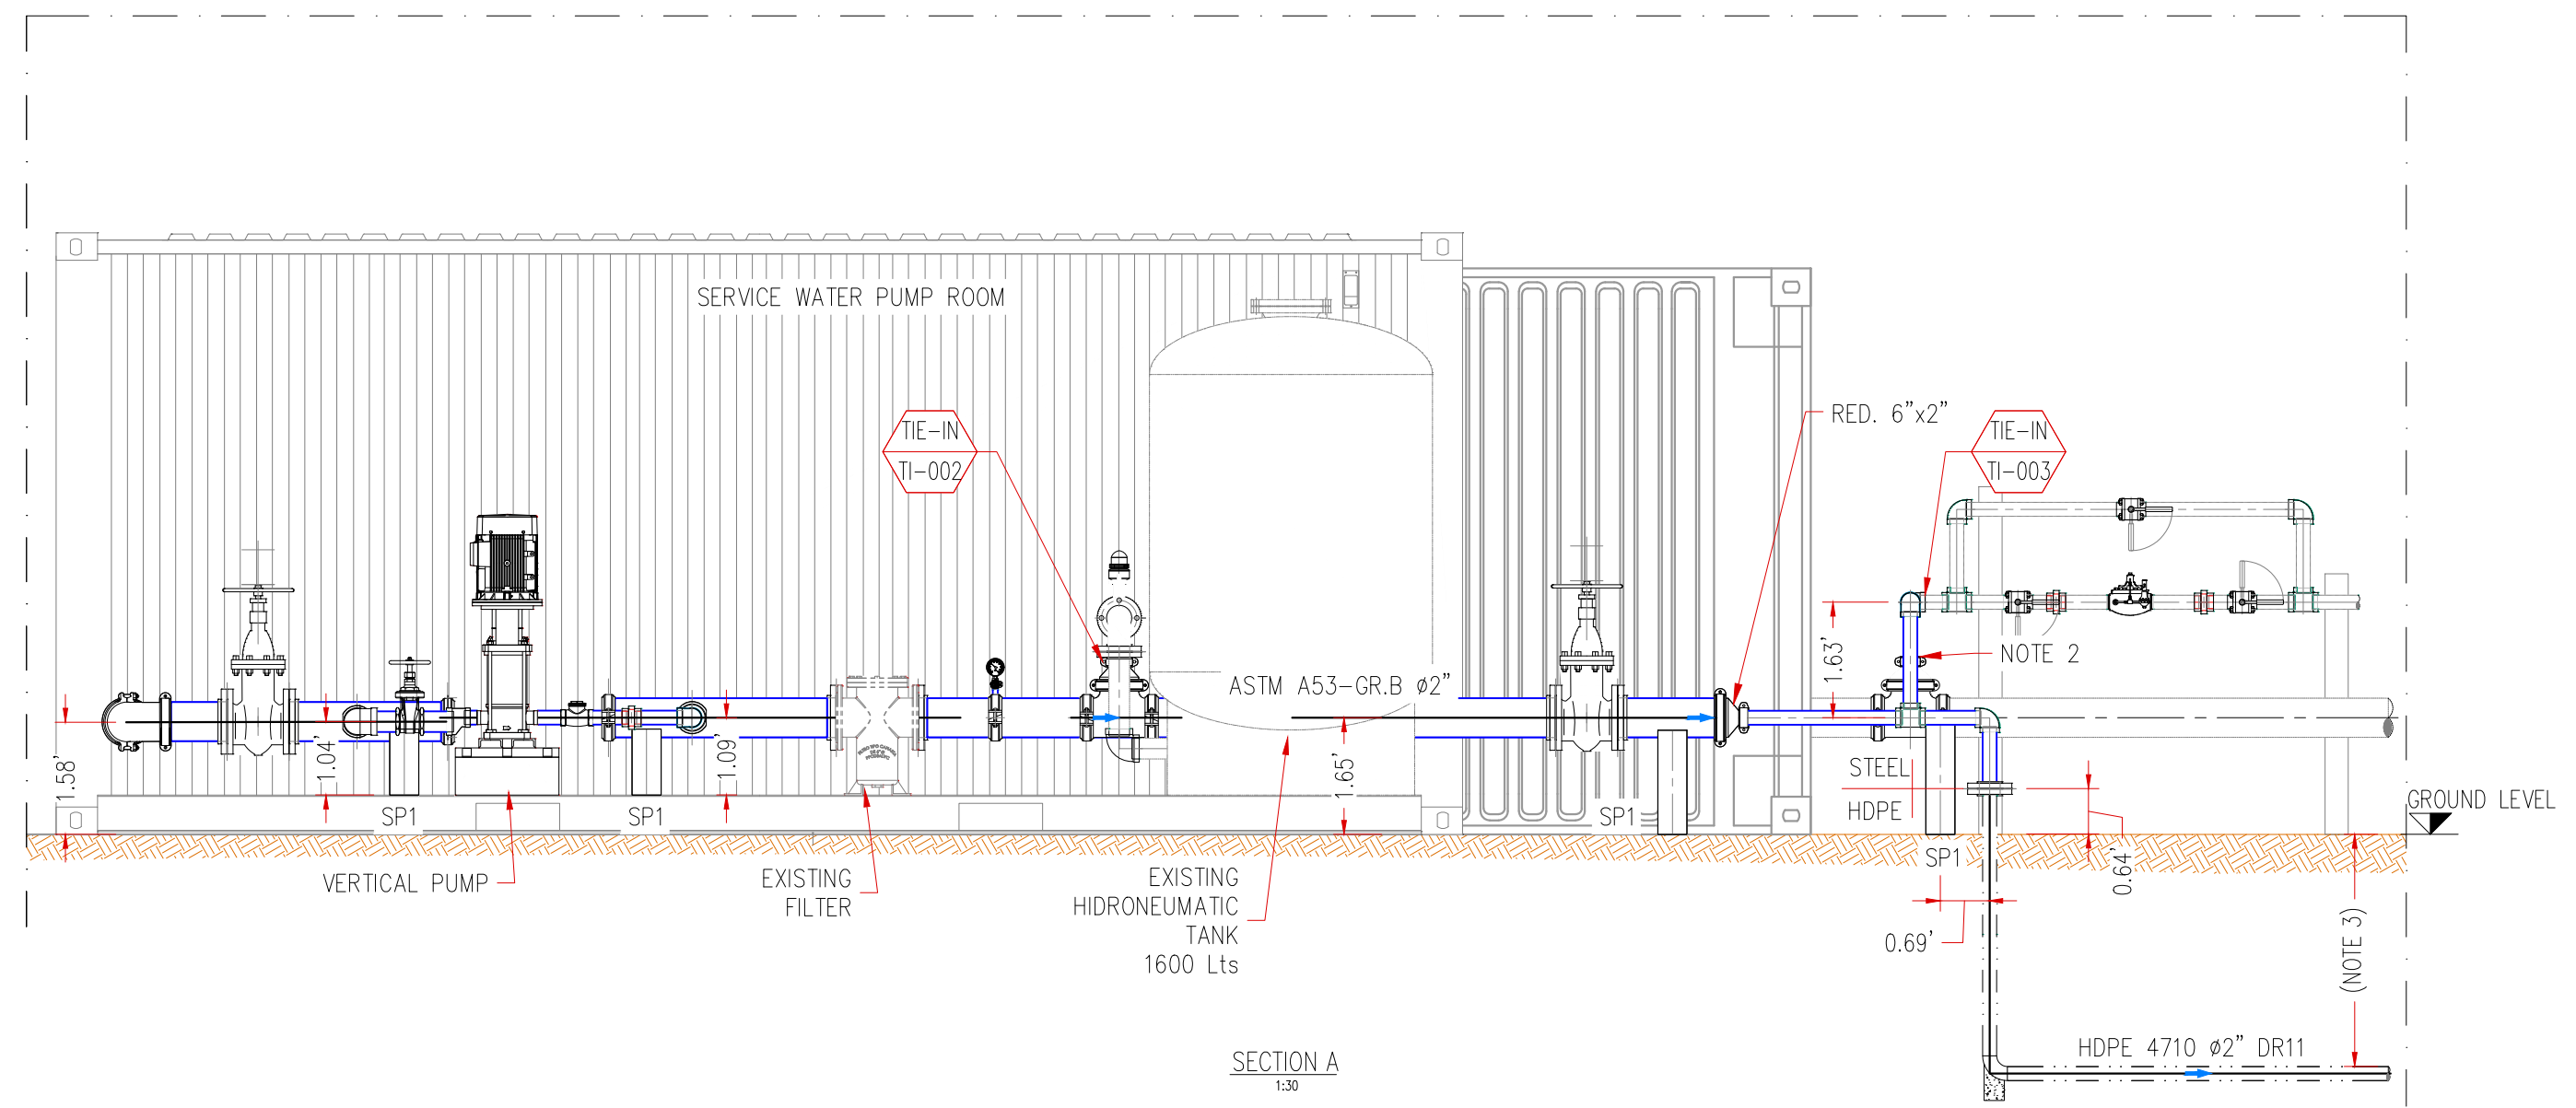 SERVICE WATER PUMP ROOM
TIE-IN
TI-002
RED. 6"x2"
TIE-IN
TI-003
1.63'
NOTE 2
ASTM A53-GR.B ø2"
1.58'
1.04'
1.09'
1.65'
STEEL
HDPE
GROUND LEVEL
SP1
SP1
SP1
SP1
0.64'
VERTICAL PUMP
EXISTING
FILTER
EXISTING
HIDRONEUMATIC
TANK
1600 Lts
0.69'
(NOTE 3)
HDPE 4710 ø2" DR11
SECTION A
1:30